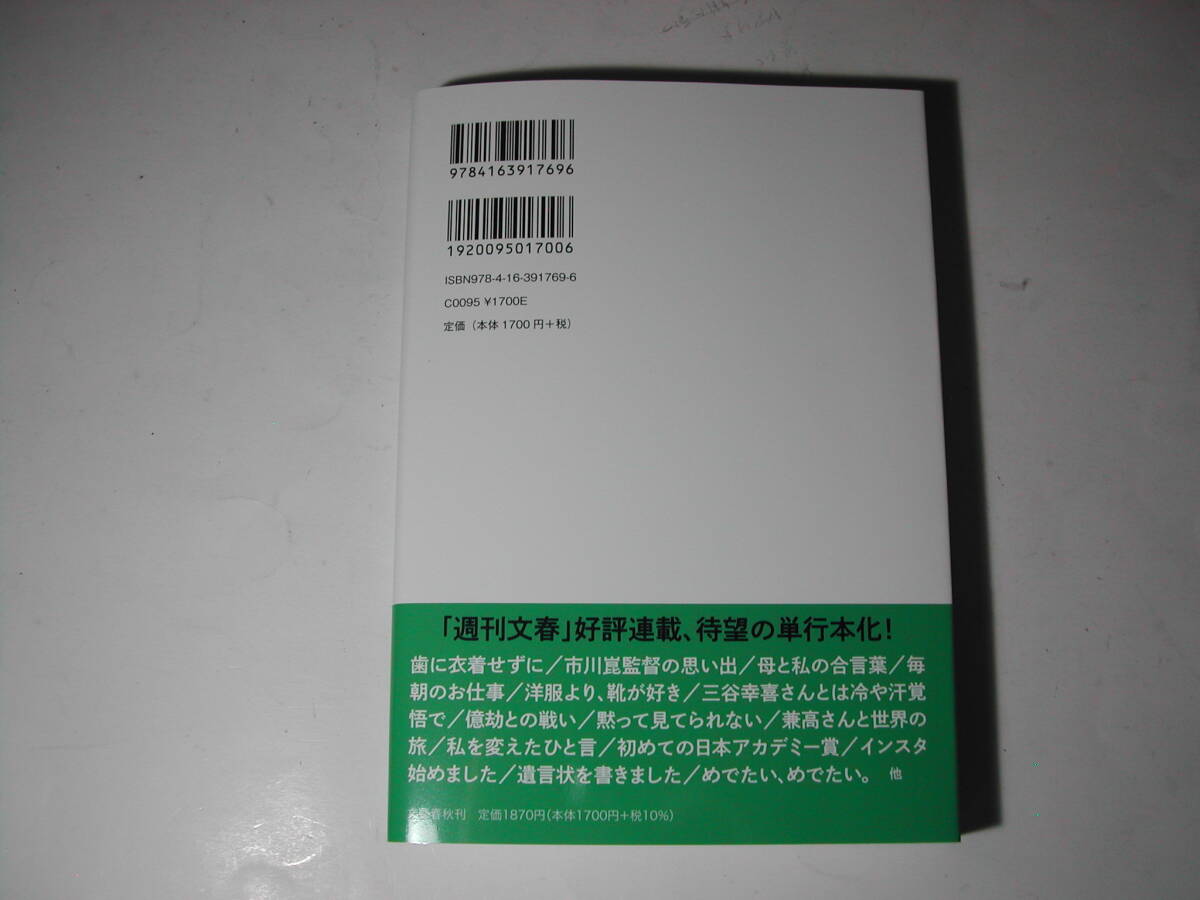 9784163917696
1920095017006
ISBN978-4-16-391769-6
C0095 ¥1700E
定価（本体1700円＋税）
「週刊文春」好評連載、待望の単行本化！
歯に衣着せずに／市川崑監督の思い出／母と私の合言葉／毎
朝のお仕事／洋服より、靴が好き／三谷幸喜さんとは冷や汗覚
悟で／億劫との戦い／黙って見てられない／兼高さんと世界の
旅／私を変えたひと言／初めての日本アカデミー賞／インスタ
始めました／遺言状を書きました／めでたい、めでたい。 他
文藝春秋刊 定価1870円（本体1700円＋税10%）